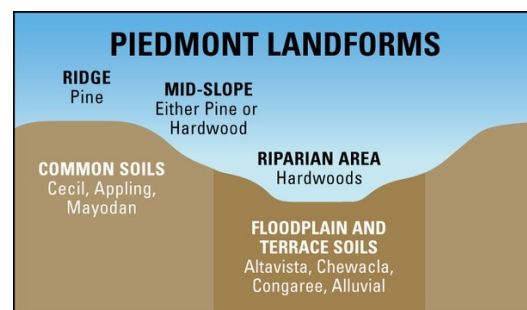 PIEDMONT LANDFORMS
RIDGE
Pine
MID-SLOPE
Either Pine or
Hardwood
RIPARIAN AREA
Hardwoods
COMMON SOILS
Cecil, Appling,
Mayodan
FLOODPLAIN AND
TERRACE SOILS
Altavista, Chewacla,
Congaree, Alluvial